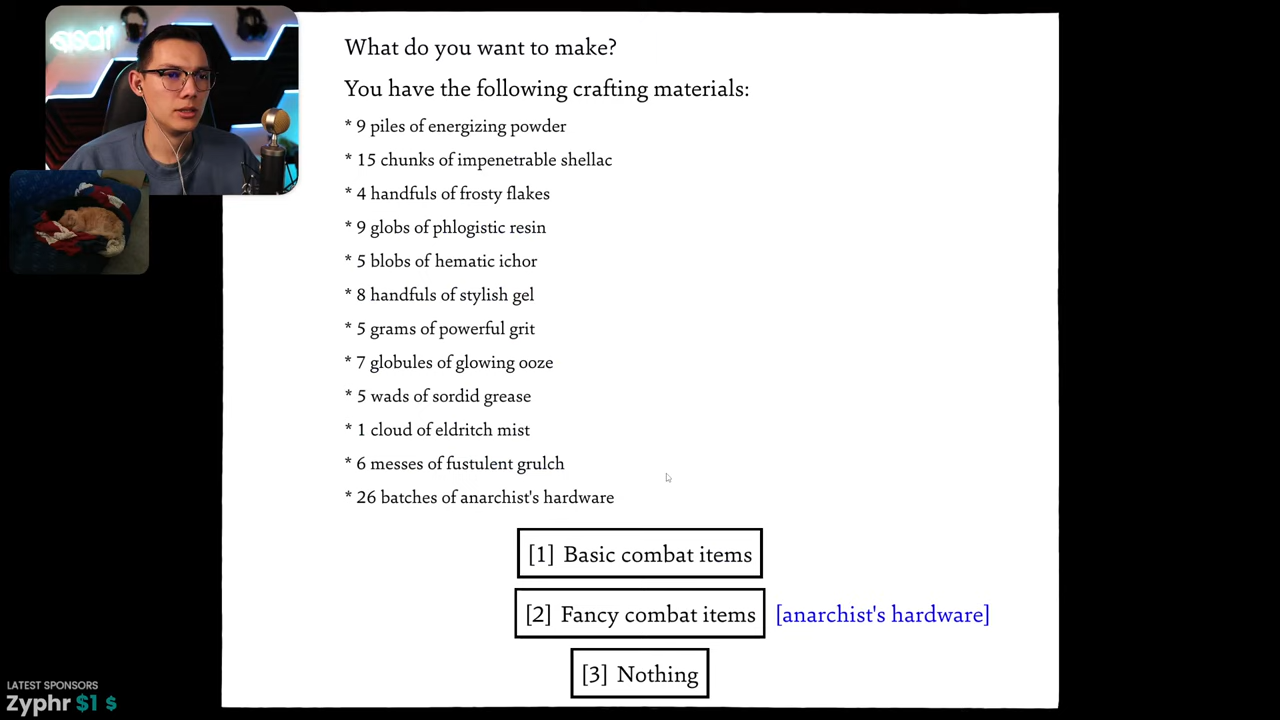 What do you want to make?
You have the following crafting materials:
* 9 piles of energizing powder
* 15 chunks of impenetrable shellac
* 4 handfuls of frosty flakes
* 9 globs of phlogistic resin
* 5 blobs of hematic ichor
* 8 handfuls of stylish gel
* 5 grams of powerful grit
* 7 globules of glowing ooze
* 5 wads of sordid grease
* 1 cloud of eldritch mist
* 6 messes of fustulent grulch
* 26 batches of anarchist's hardware
[1] Basic combat items
[2] Fancy combat items [anarchist's hardware]
[3] Nothing
LATEST SPONSORS
Zyphr $1 $